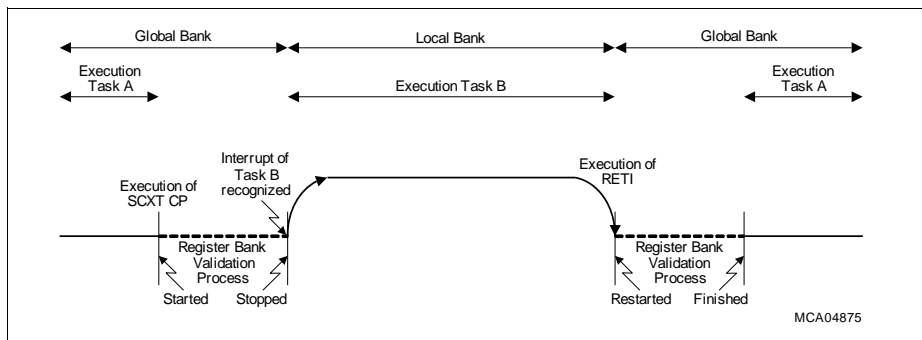 Global Bank
Local Bank
Global Bank
Execution
Task A
Execution Task B
Execution
Task A
Execution of
SCXT CP
Interrupt of
Task B
recognized
Execution of
RETI
Register Bank
Validation
Process
Started
Stopped
Register Bank
Validation
Process
Restarted
Finished
MCA04875